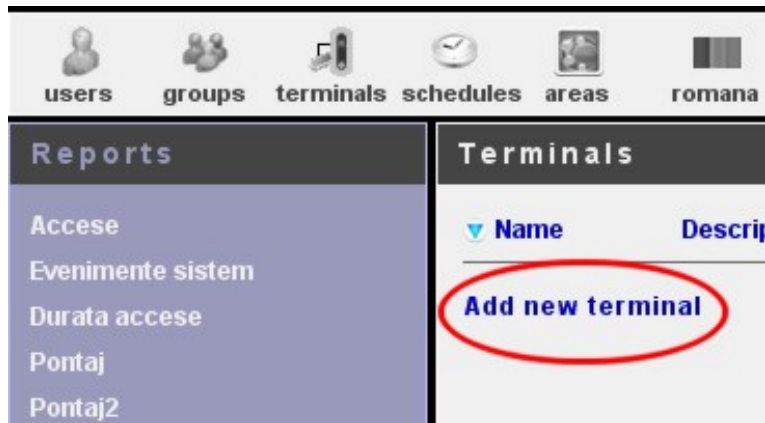 users groups terminals schedules areas romana
Reports
Accese
Evenimente sistem
Durata accese
Pontaj
Pontaj2
Terminals
Name Descrip
Add new terminal